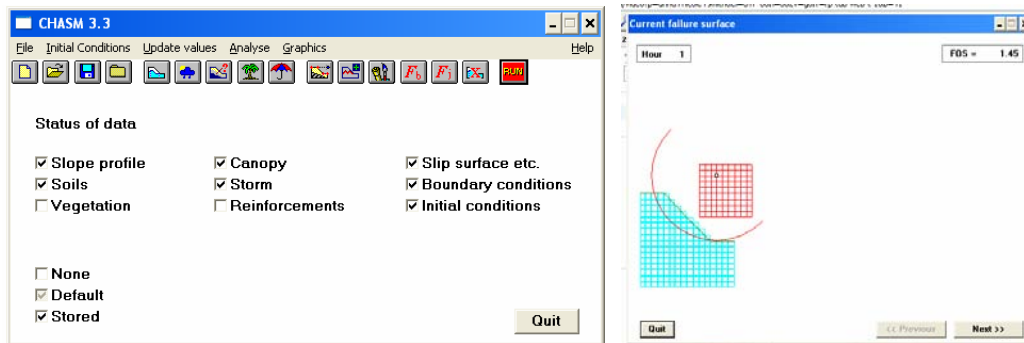 CHASM 3.3
File Initial Conditions Update values Analyse Graphics Help
Fb Fi RUN
Status of data
Slope profile Canopy Slip surface etc.
Soils Storm Boundary conditions
Vegetation Reinforcements Initial conditions
None
Default
Stored
Quit
Current failure surface
Hour 1 FOS = 1.45
Quit << Previous Next >>